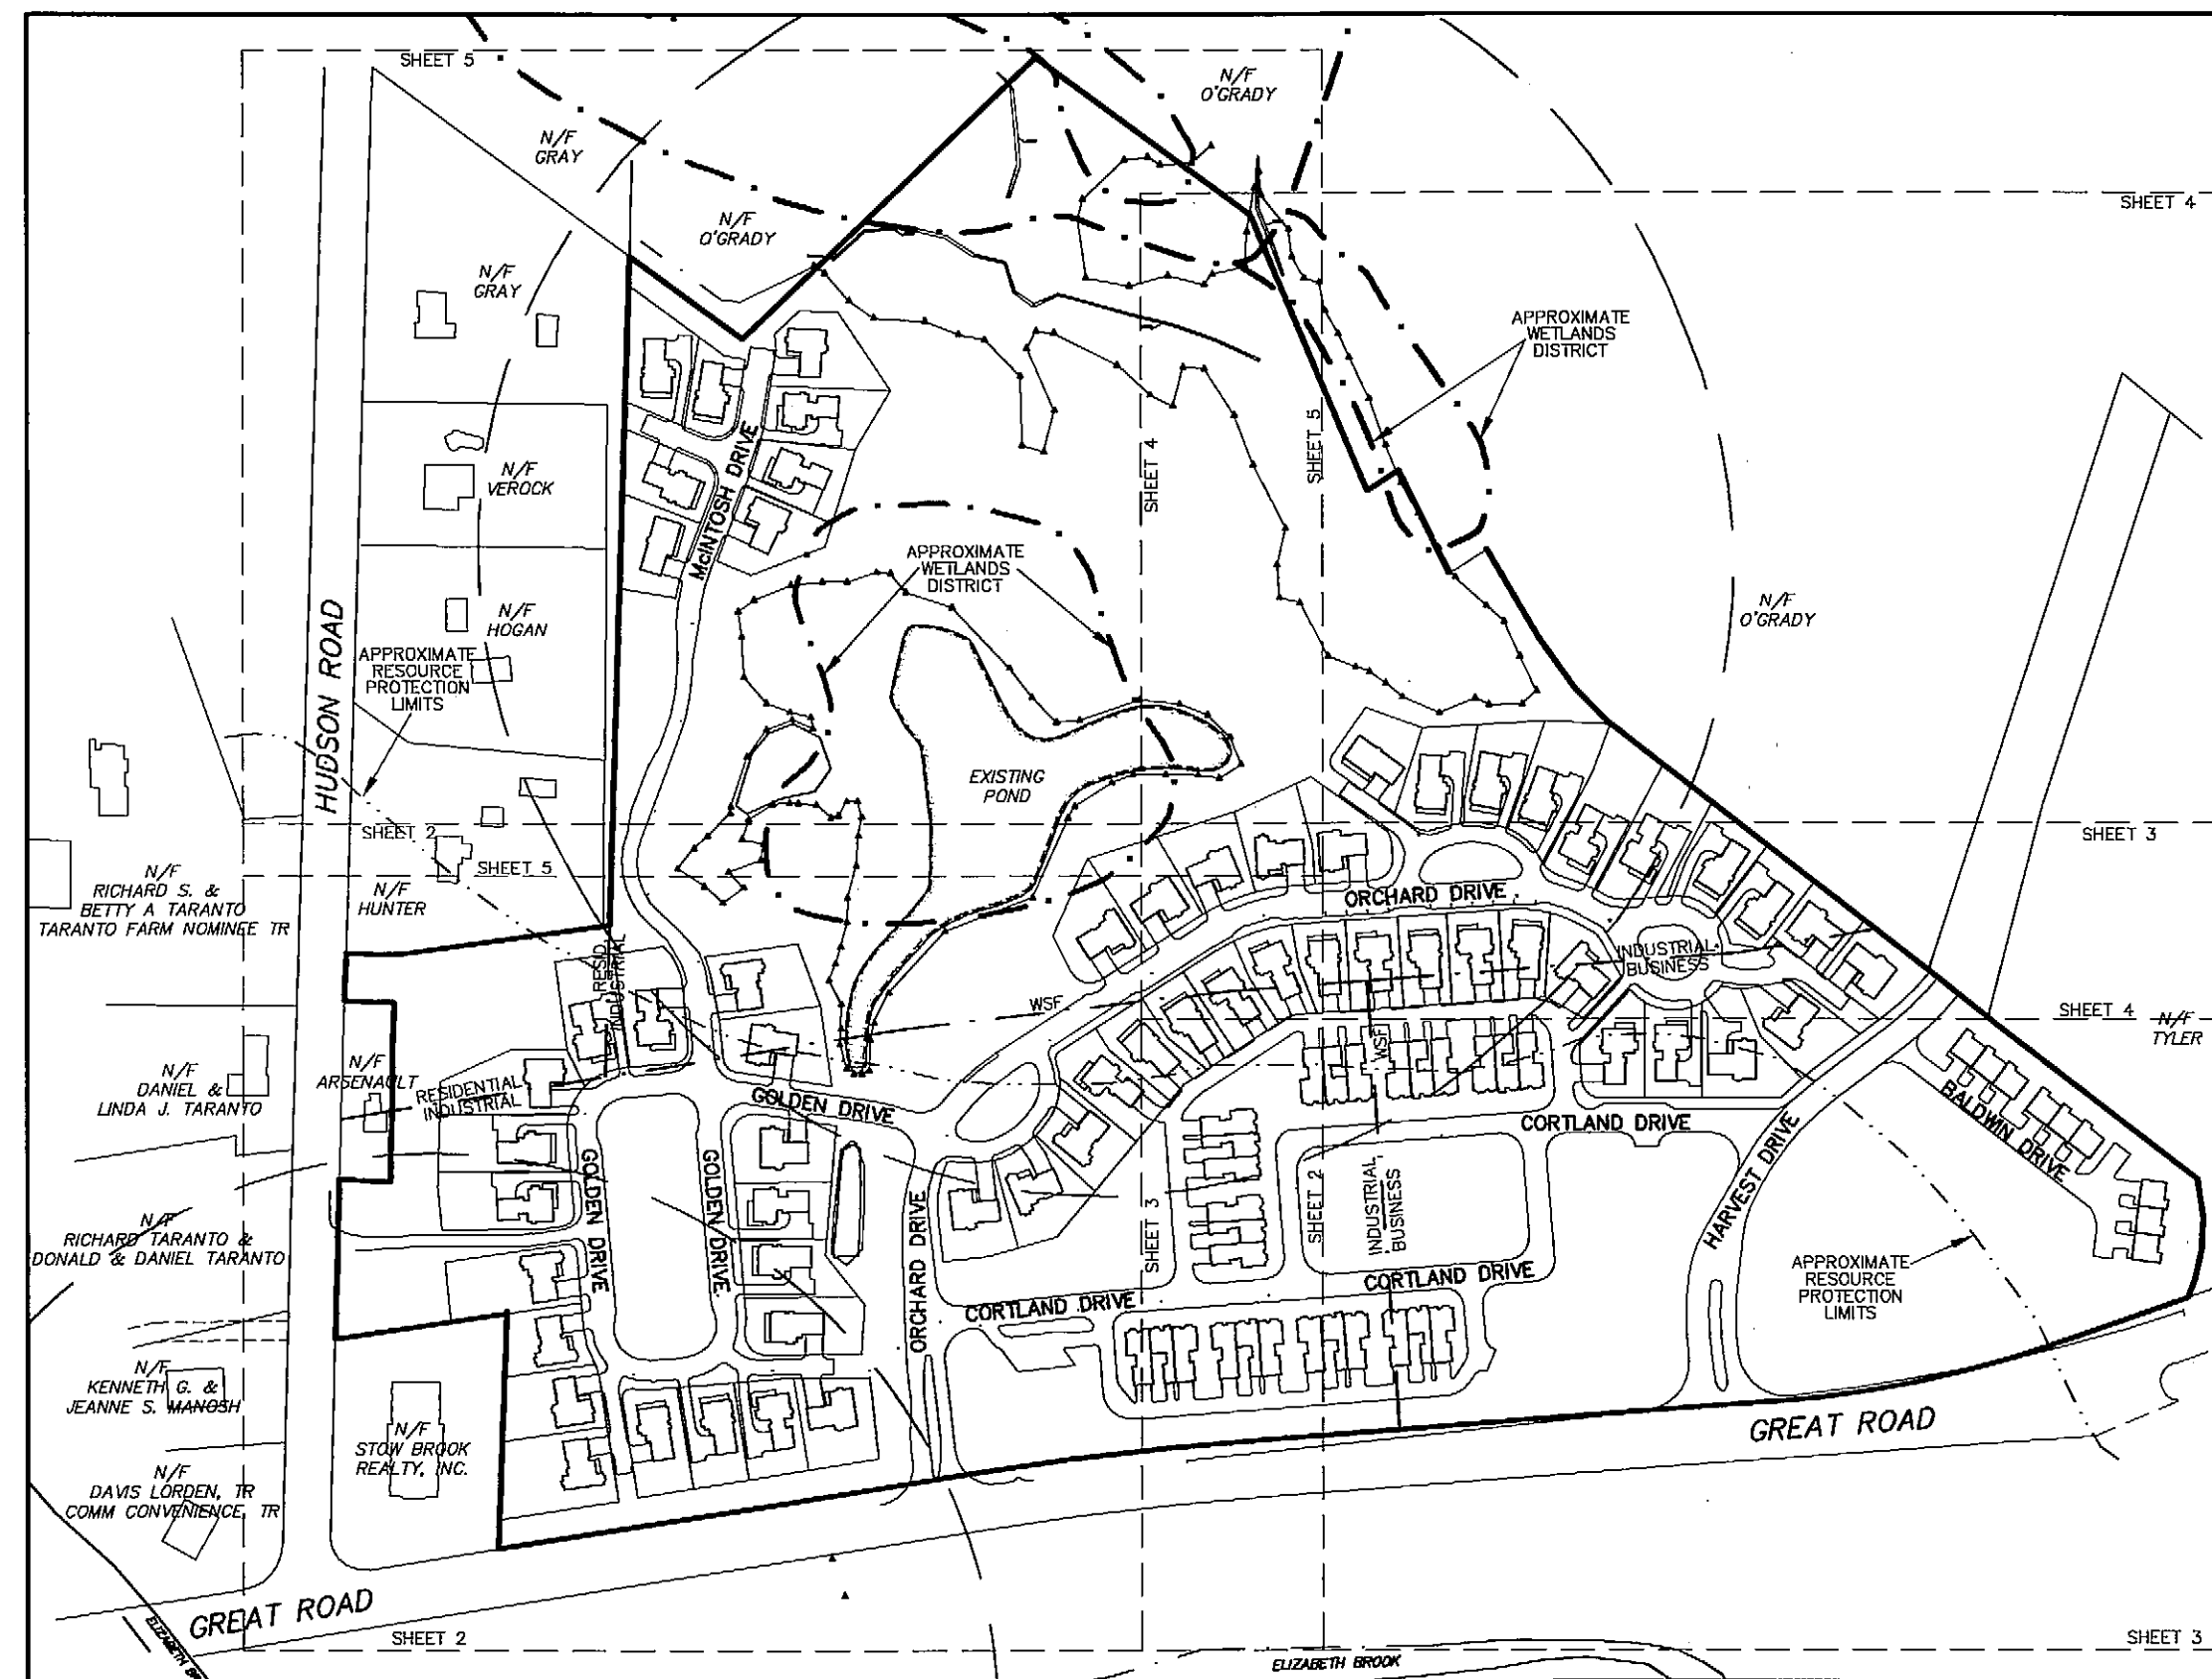 SHEET 5
N/F
O'GRADY
N/F
GRAY
SHEET 4
N/F
O'GRADY
N/F
GRAY
APPROXIMATE
WETLANDS
DISTRICT
SHEET 4
SHEET 5
McINTOSH DRIVE
N/F
VEROCK
APPROXIMATE
WETLANDS
DISTRICT
N/F
HOGAN
N/F
O'GRADY
HUDSON ROAD
APPROXIMATE
RESOURCE
PROTECTION
LIMITS
EXISTING
POND
SHEET 2
SHEET 3
SHEET 5
N/F
RICHARD S. &
BETTY A TARANTO
TARANTO FARM NOMINEE TR
N/F
HUNTER
ORCHARD DRIVE
RESID.
INDUSTRIAL
INDUSTRIAL
BUSINESS
WSF
SHEET 4
N/F
TYLER
WSF
N/F
DANIEL &
LINDA J. TARANTO
N/F
ARSENAULT
RESIDENTIAL
INDUSTRIAL
GOLDEN DRIVE
CORTLAND DRIVE
BALDWIN DRIVE
HARVEST DRIVE
GOLDEN DRIVE
GOLDEN DRIVE
ORCHARD DRIVE
SHEET 3
SHEET 2
INDUSTRIAL
BUSINESS
N/F
RICHARD TARANTO &
DONALD & DANIEL TARANTO
CORTLAND DRIVE
CORTLAND DRIVE
APPROXIMATE
RESOURCE
PROTECTION
LIMITS
N/F
KENNETH G. &
JEANNE S. MANOSH
N/F
STOW BROOK
REALTY, INC.
GREAT ROAD
N/F
DAVIS LORDEN, TR
COMM CONVENIENCE, TR
GREAT ROAD
ELIZABETH
SHEET 2
SHEET 3
ELIZABETH BROOK